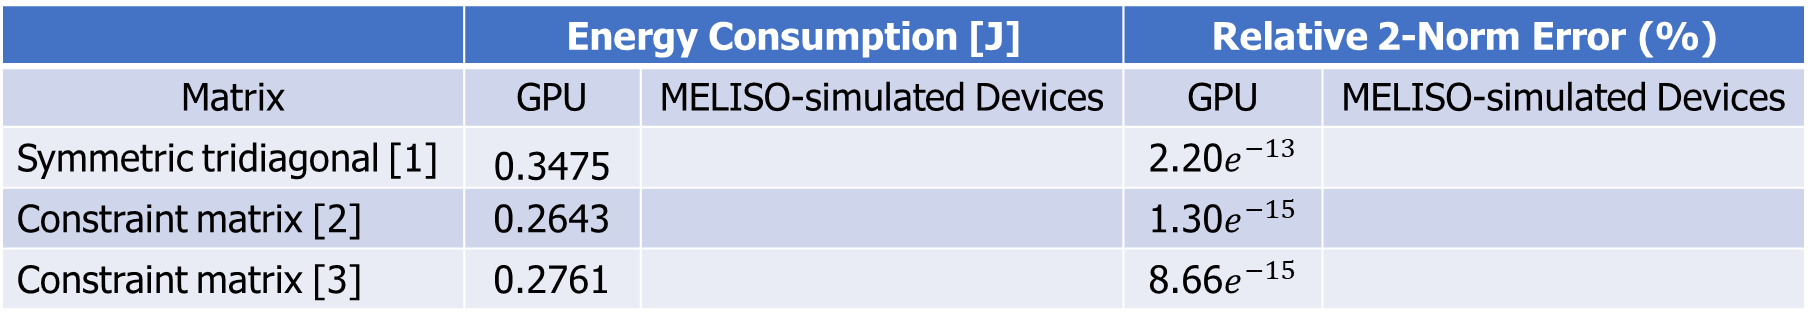 Energy Consumption [J] Relative 2-Norm Error (%)
Matrix GPU MELISO-simulated Devices GPU MELISO-simulated Devices
Symmetric tridiagonal [1] 0.3475 2.20e⁻¹³
Constraint matrix [2] 0.2643 1.30e⁻¹⁵
Constraint matrix [3] 0.2761 8.66e⁻¹⁵